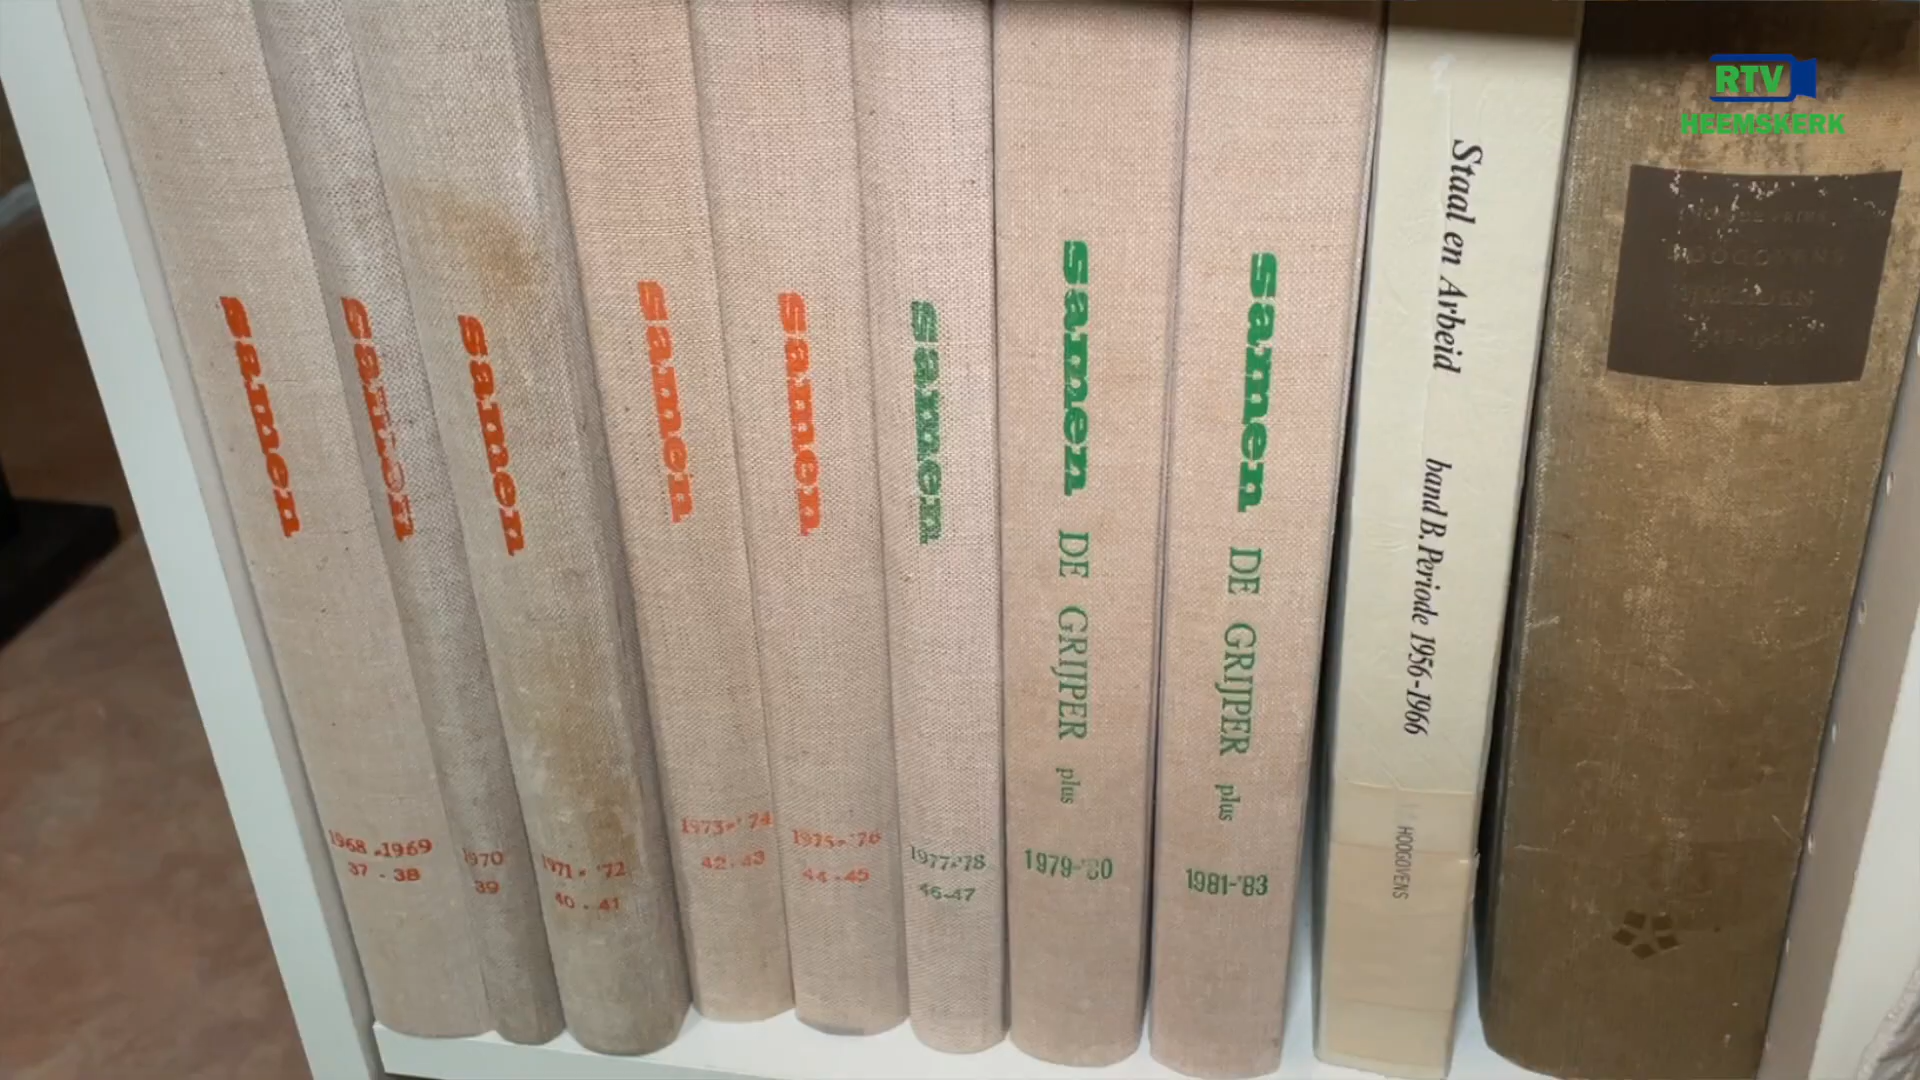 samen
1968-1969
37-38
samen
1970
39
samen
1971-'72
40-41
samen
1973-'74
42-43
samen
1975-'76
44-45
samen
1977-'78
46-47
samen DE GRIJPER plus
1979-'80
samen DE GRIJPER plus
1981-'83
Staal en Arbeid band B. Periode 1956-1966
HOOGOVENS
HOOGOVENS
IJMUIDEN
RTV
HEEMSKERK